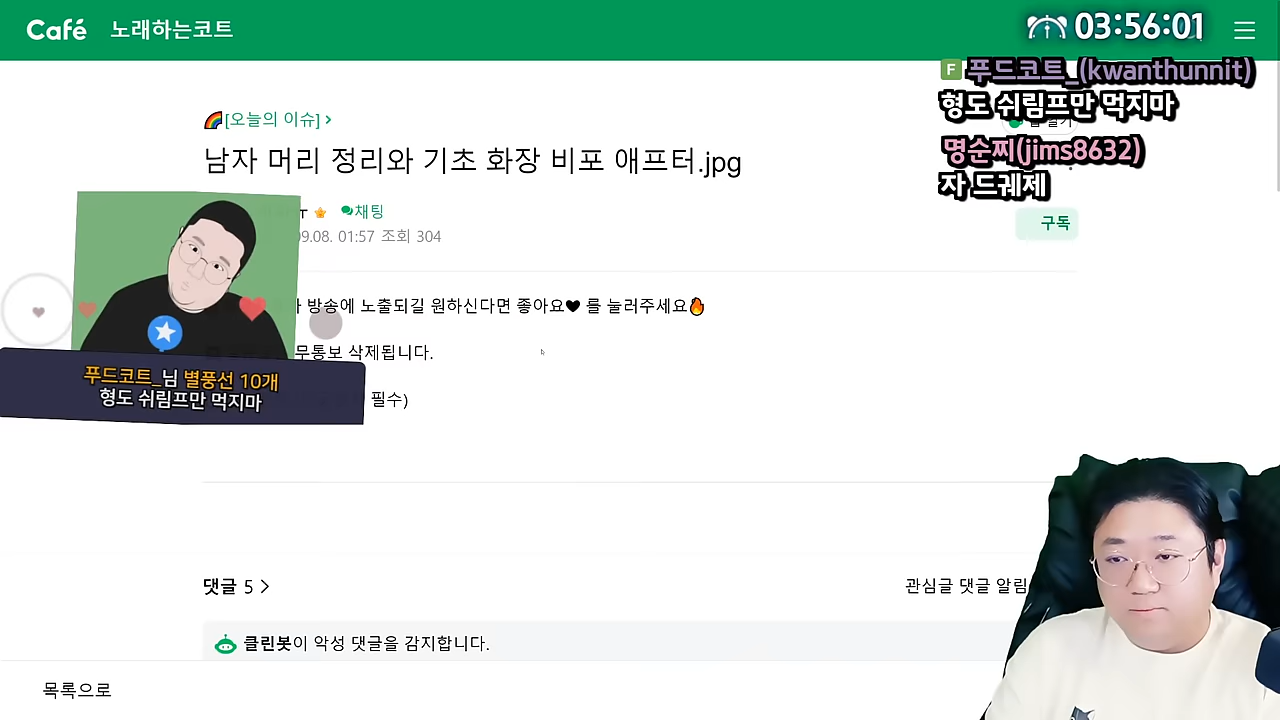 Café 노래하는코트
03:56:01
F 푸드코트_(kwanthunnit)
형도 쉬림프만 먹지마
명순찌(jims8632)
자 드궤제
[오늘의 이슈] >
남자 머리 정리와 기초 화장 비포 애프터.jpg
채팅
09.08. 01:57 조회 304
구독
방송에 노출되길 원하신다면 좋아요🖤 를 눌러주세요🔥
무통보 삭제됩니다.
필수)
푸드코트_님 별풍선 10개
형도 쉬림프만 먹지마
댓글 5 >
관심글 댓글 알림
클린봇이 악성 댓글을 감지합니다.
목록으로